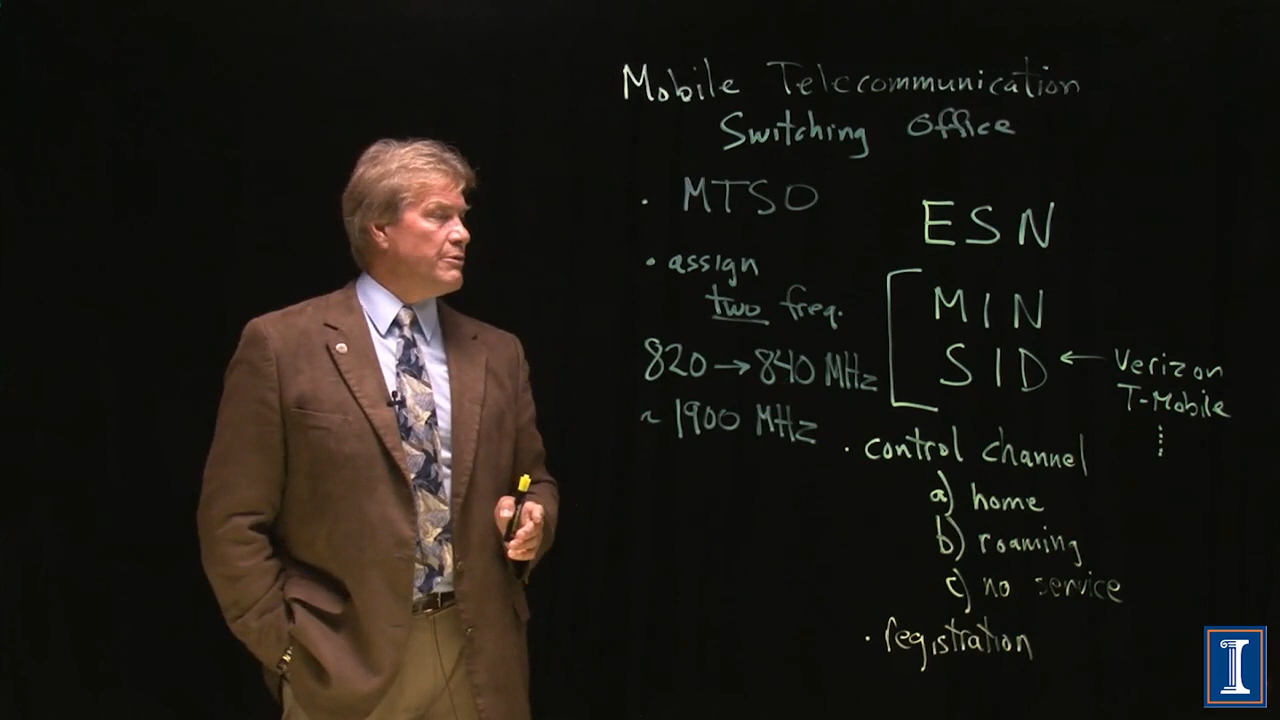 Mobile Telecommunication
Switching Office
• MTSO
• assign
two freq.
820 → 840 MHz
~ 1900 MHz
ESN
MIN
SID ← Verizon
T-Mobile
• control channel
a) home
b) roaming
c) no service
• registration
I